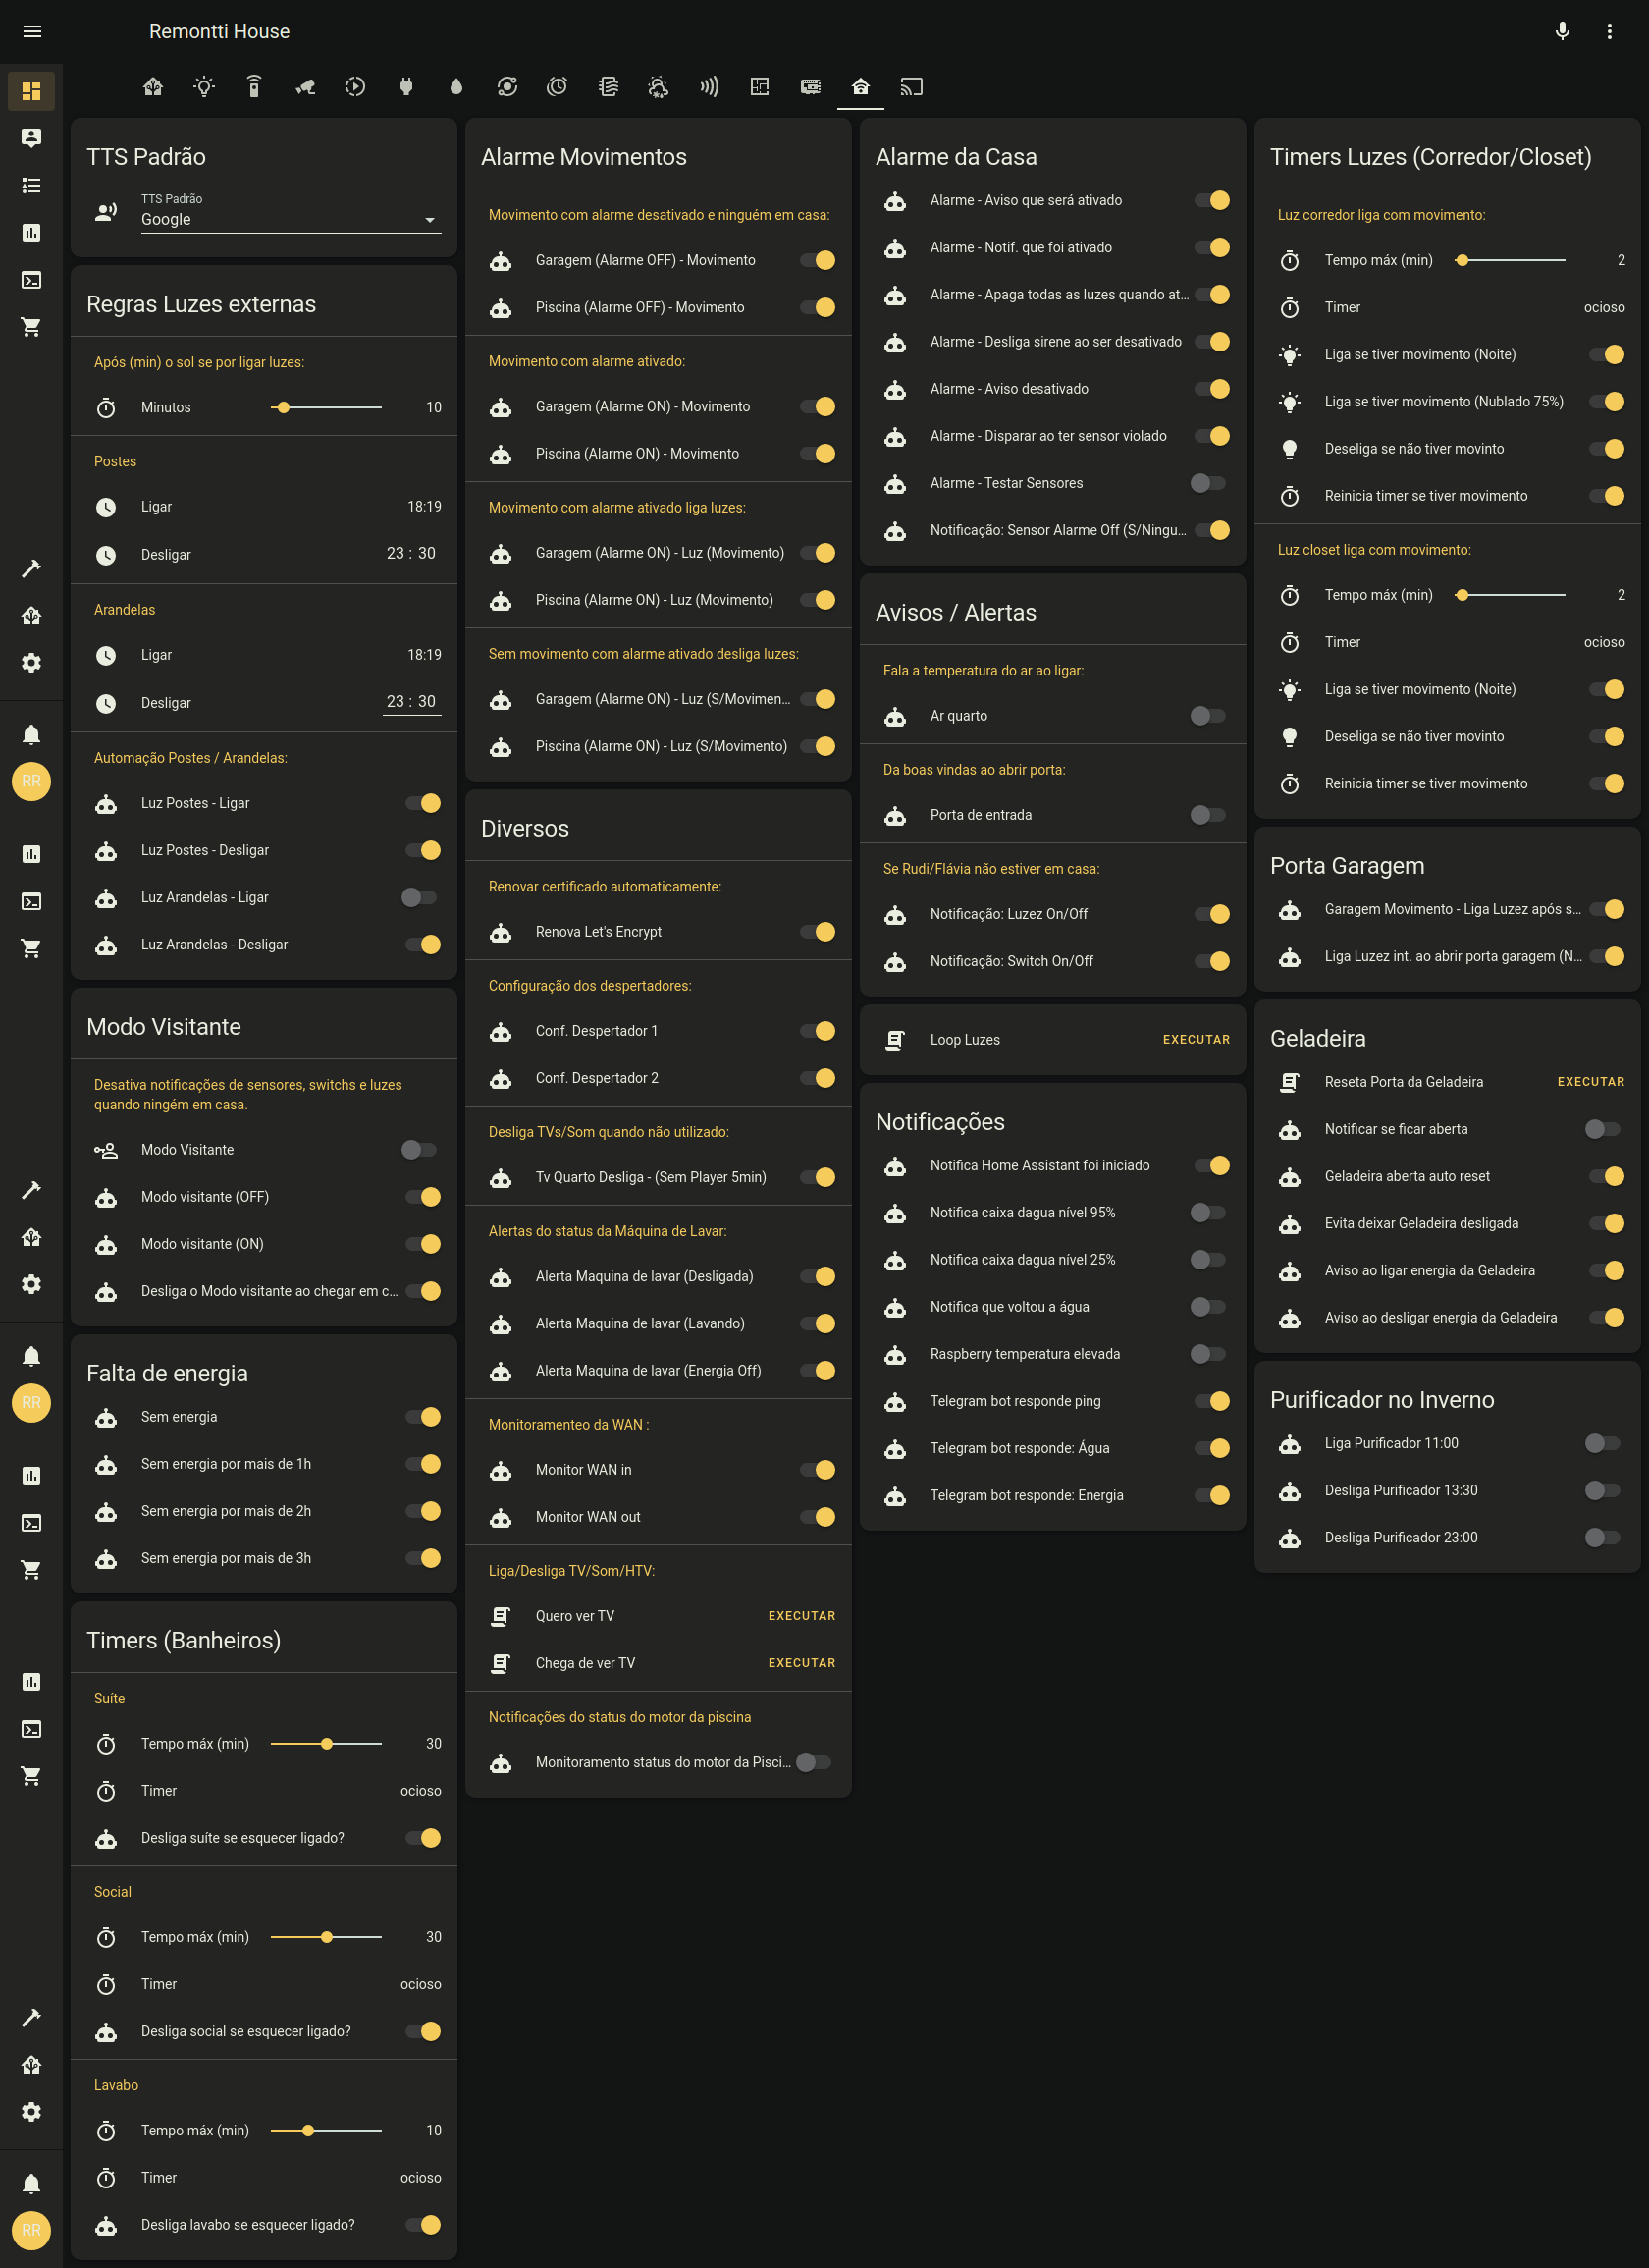 Remontti House
TTS Padrão
TTS Padrão
Google
Regras Luzes externas
Após (min) o sol se por ligar luzes:
Minutos 10
Postes
Ligar 18:19
Desligar 23 : 30
Arandelas
Ligar 18:19
Desligar 23 : 30
Automação Postes / Arandelas:
Luz Postes - Ligar
Luz Postes - Desligar
Luz Arandelas - Ligar
Luz Arandelas - Desligar
Modo Visitante
Desativa notificações de sensores, switchs e luzes
quando ningém em casa.
Modo Visitante
Modo visitante (OFF)
Modo visitante (ON)
Desliga o Modo visitante ao chegar em c...
Falta de energia
Sem energia
Sem energia por mais de 1h
Sem energia por mais de 2h
Sem energia por mais de 3h
Timers (Banheiros)
Suíte
Tempo máx (min) 30
Timer ocioso
Desliga suíte se esquecer ligado?
Social
Tempo máx (min) 30
Timer ocioso
Desliga social se esquecer ligado?
Lavabo
Tempo máx (min) 10
Timer ocioso
Desliga lavabo se esquecer ligado?
Alarme Movimentos
Movimento com alarme desativado e ninguém em casa:
Garagem (Alarme OFF) - Movimento
Piscina (Alarme OFF) - Movimento
Movimento com alarme ativado:
Garagem (Alarme ON) - Movimento
Piscina (Alarme ON) - Movimento
Movimento com alarme ativado liga luzes:
Garagem (Alarme ON) - Luz (Movimento)
Piscina (Alarme ON) - Luz (Movimento)
Sem movimento com alarme ativado desliga luzes:
Garagem (Alarme ON) - Luz (S/Movimen...
Piscina (Alarme ON) - Luz (S/Movimento)
Diversos
Renovar certificado automaticamente:
Renova Let's Encrypt
Configuração dos despertadores:
Conf. Despertador 1
Conf. Despertador 2
Desliga TVs/Som quando não utilizado:
Tv Quarto Desliga - (Sem Player 5min)
Alertas do status da Máquina de Lavar:
Alerta Maquina de lavar (Desligada)
Alerta Maquina de lavar (Lavando)
Alerta Maquina de lavar (Energia Off)
Monitoramenteo da WAN :
Monitor WAN in
Monitor WAN out
Liga/Desliga TV/Som/HTV:
Quero ver TV EXECUTAR
Chega de ver TV EXECUTAR
Notificações do status do motor da piscina
Monitoramento status do motor da Pisci...
Alarme da Casa
Alarme - Aviso que será ativado
Alarme - Notif. que foi ativado
Alarme - Apaga todas as luzes quando at...
Alarme - Desliga sirene ao ser desativado
Alarme - Aviso desativado
Alarme - Disparar ao ter sensor violado
Alarme - Testar Sensores
Notificação: Sensor Alarme Off (S/Ningu...
Avisos / Alertas
Fala a temperatura do ar ao ligar:
Ar quarto
Da boas vindas ao abrir porta:
Porta de entrada
Se Rudi/Flávia não estiver em casa:
Notificação: Luzez On/Off
Notificação: Switch On/Off
Loop Luzes EXECUTAR
Notificações
Notifica Home Assistant foi iniciado
Notifica caixa dagua nível 95%
Notifica caixa dagua nível 25%
Notifica que voltou a água
Raspberry temperatura elevada
Telegram bot responde ping
Telegram bot responde: Água
Telegram bot responde: Energia
Timers Luzes (Corredor/Closet)
Luz corredor liga com movimento:
Tempo máx (min) 2
Timer ocioso
Liga se tiver movimento (Noite)
Liga se tiver movimento (Nublado 75%)
Deseliga se não tiver movinto
Reinicia timer se tiver movimento
Luz closet liga com movimento:
Tempo máx (min) 2
Timer ocioso
Liga se tiver movimento (Noite)
Deseliga se não tiver movinto
Reinicia timer se tiver movimento
Porta Garagem
Garagem Movimento - Liga Luzez após s...
Liga Luzez int. ao abrir porta garagem (N...
Geladeira
Reseta Porta da Geladeira EXECUTAR
Notificar se ficar aberta
Geladeira aberta auto reset
Evita deixar Geladeira desligada
Aviso ao ligar energia da Geladeira
Aviso ao desligar energia da Geladeira
Purificador no Inverno
Liga Purificador 11:00
Desliga Purificador 13:30
Desliga Purificador 23:00
RR
RR
RR